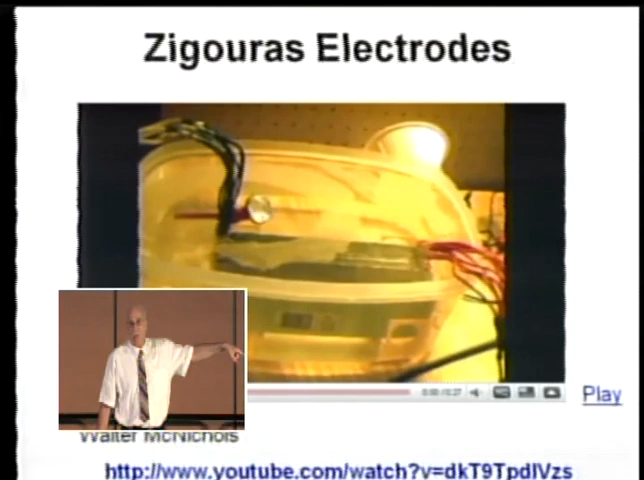 Zigouras Electrodes
Play
Walter McNichols
http://www.youtube.com/watch?v=dkT9TpdlVzs